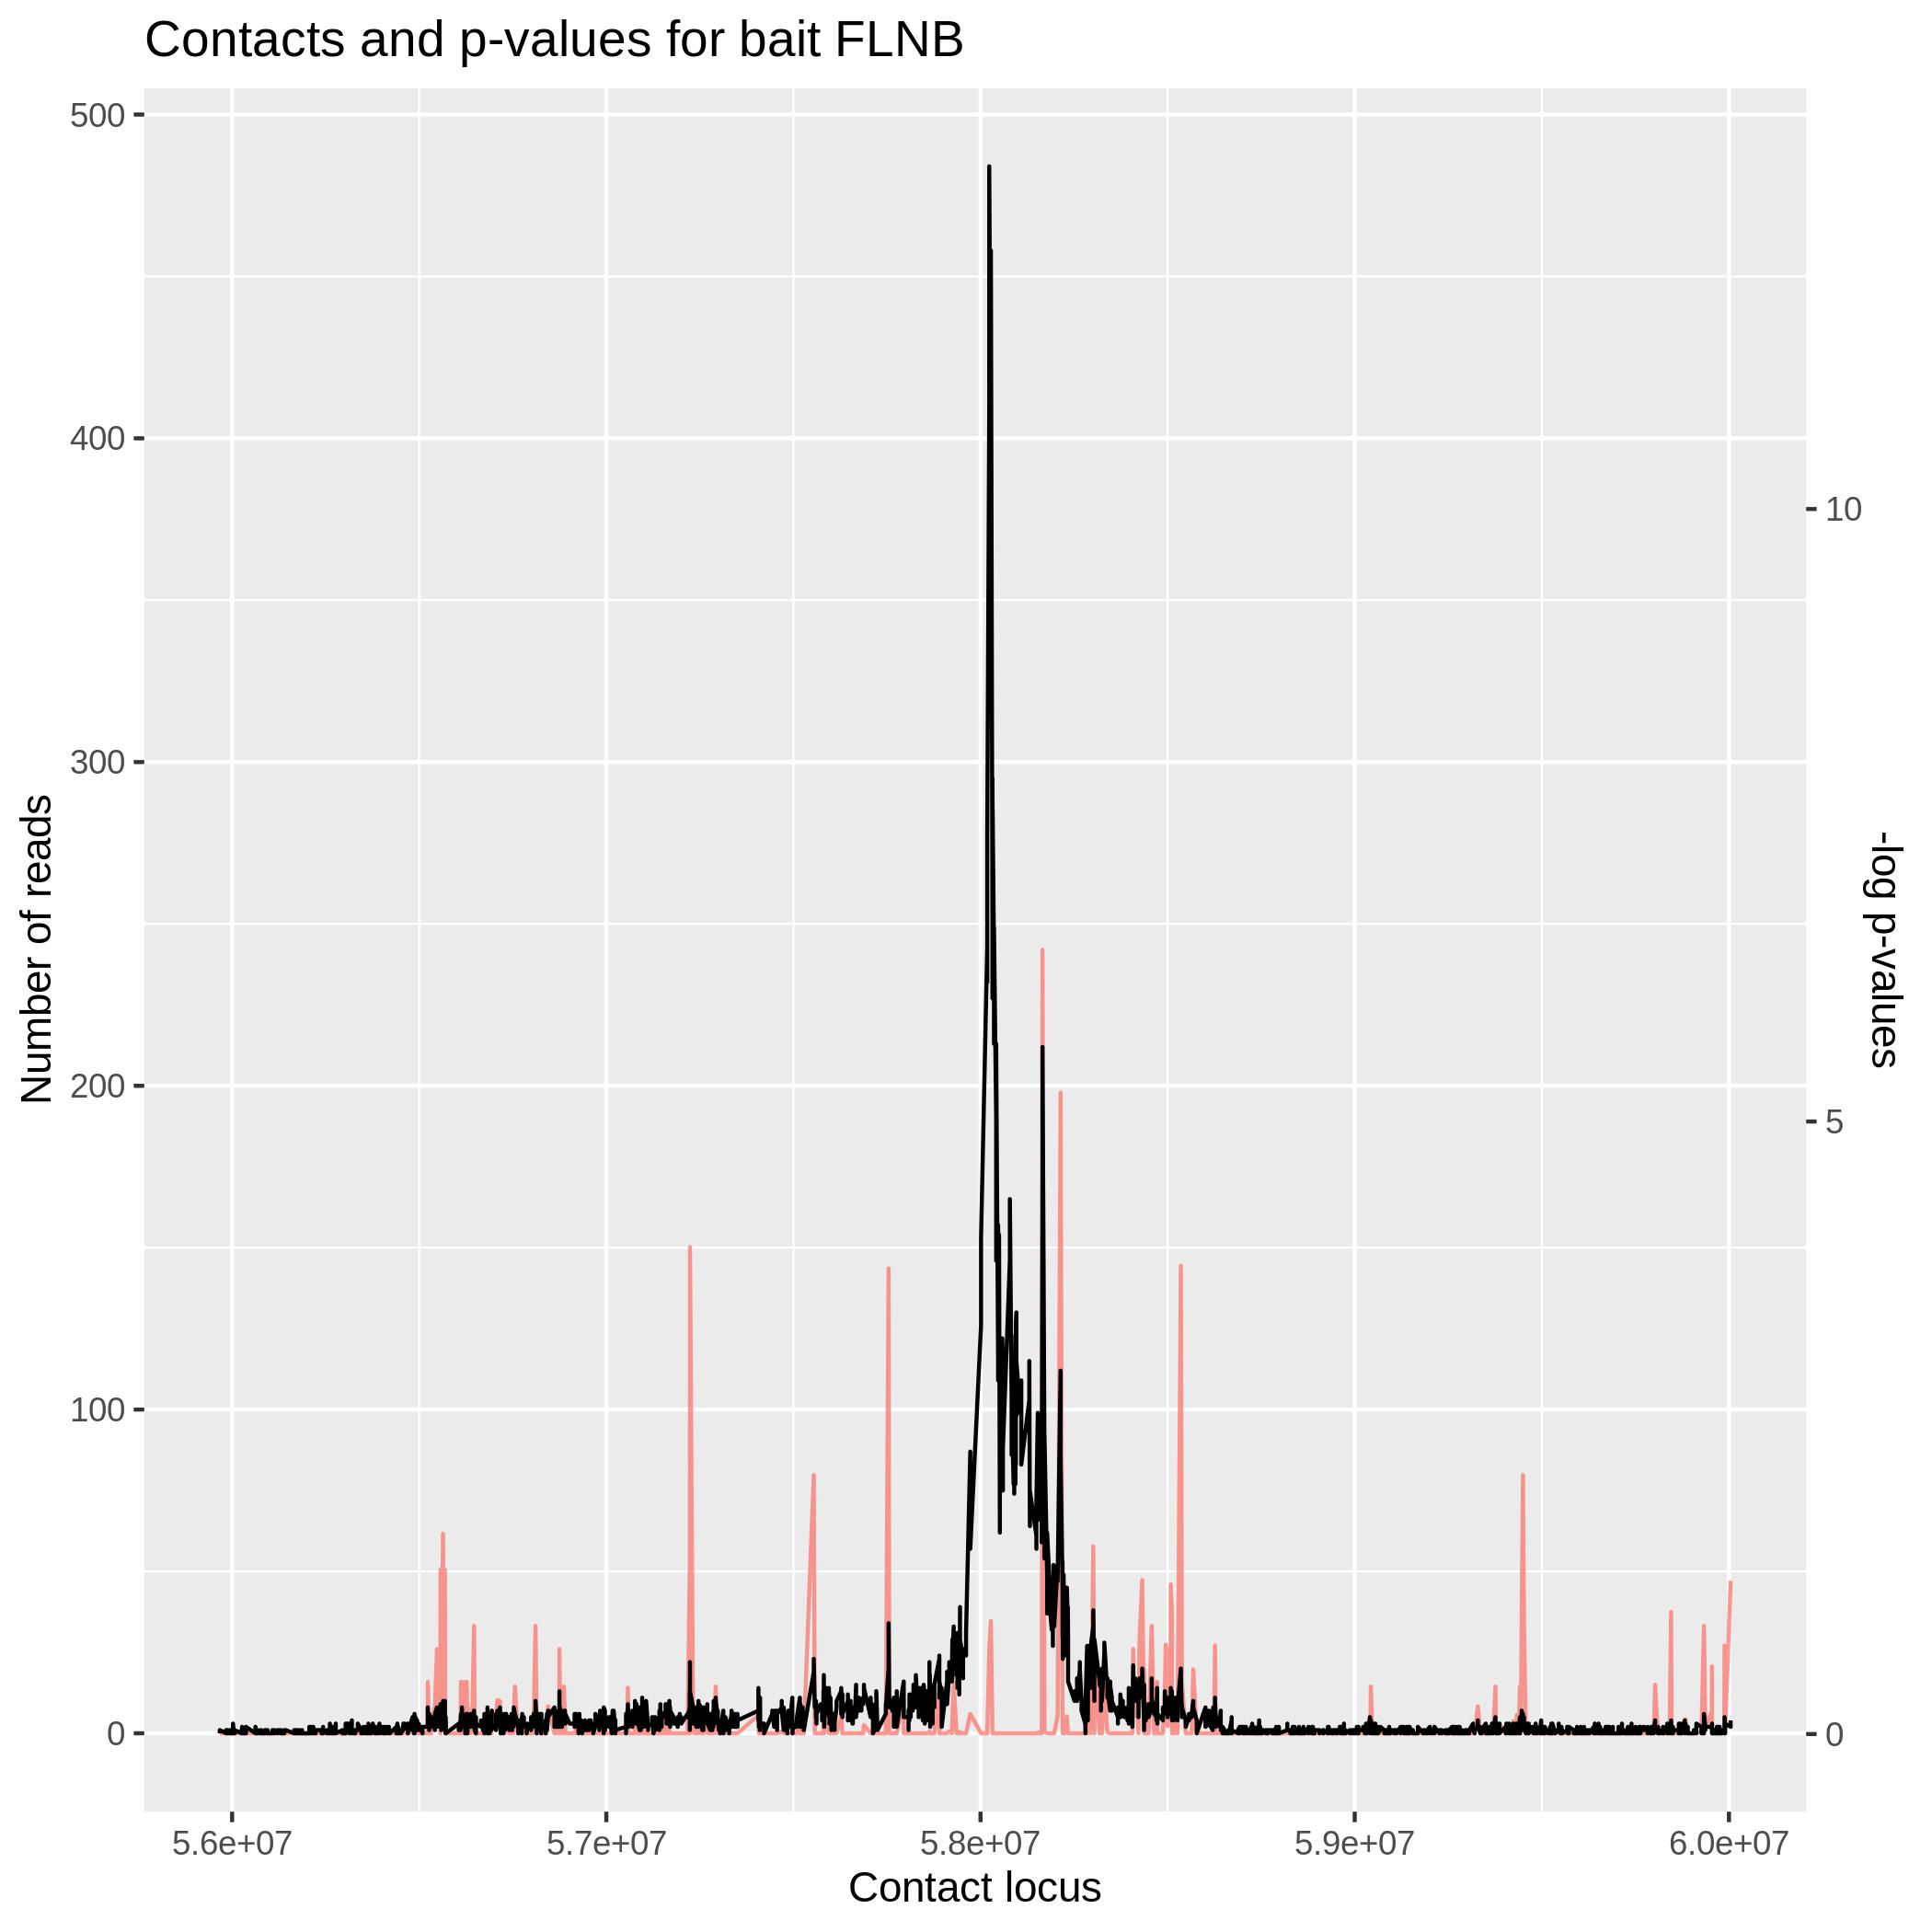 Contacts and p-values for bait FLNB
500
400
300
200
100
0
Number of reads
10
5
0
-log p-values
5.6e+07
5.7e+07
5.8e+07
5.9e+07
6.0e+07
Contact locus